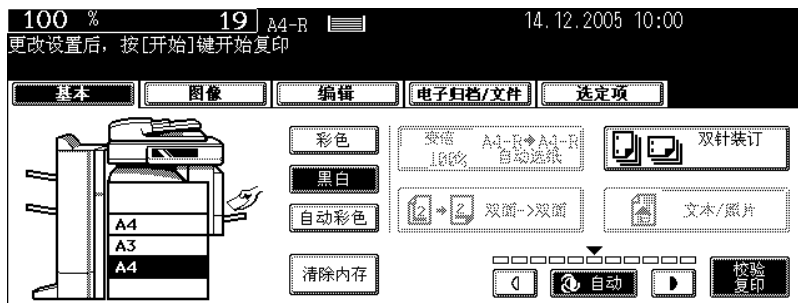 100 % 19 A4-R 14.12.2005 10:00
更改设置后，按[开始]键开始复印
基本 图像 编辑 电子归档/文件 选定项
彩色
变倍 A4-R→A4-R
100% 自动选纸
双针装订
黑白
自动彩色
2→2 双面->双面
文本/照片
A4
A3
A4
清除内存
自动
校验
复印